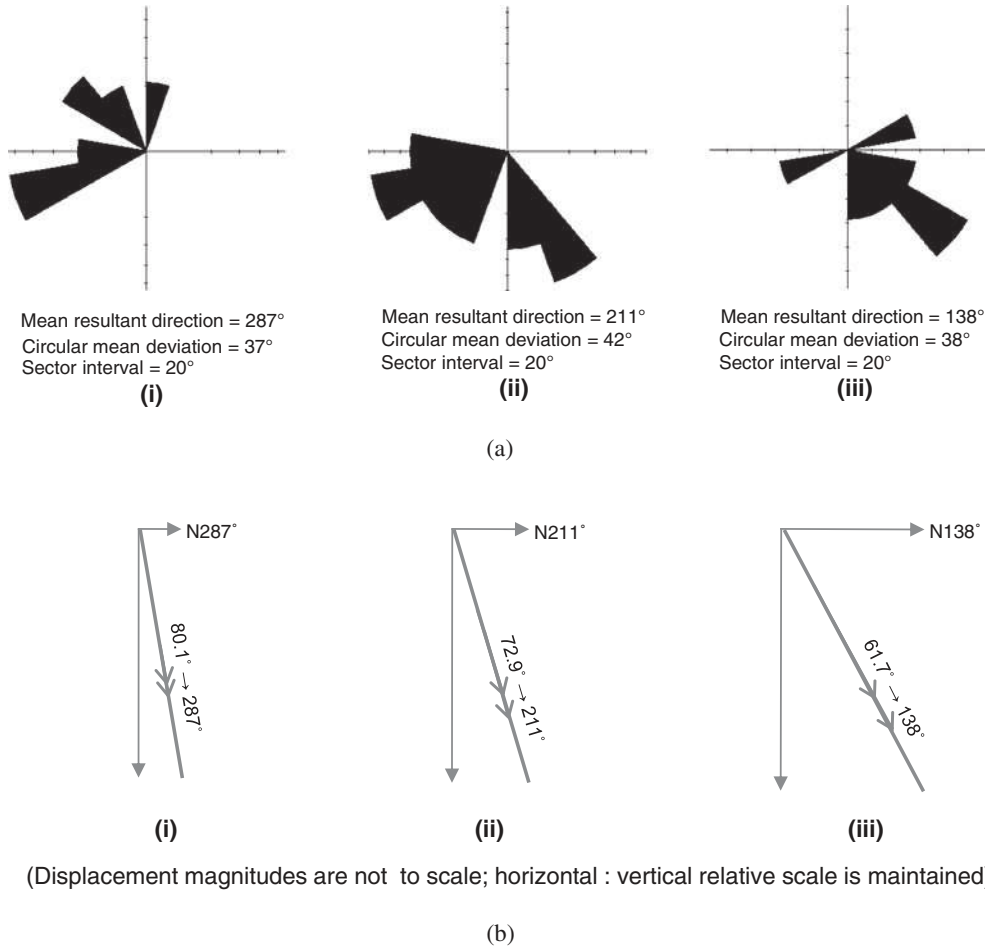 Mean resultant direction = 287°
Circular mean deviation = 37°
Sector interval = 20°
(i)
Mean resultant direction = 211°
Circular mean deviation = 42°
Sector interval = 20°
(ii)
Mean resultant direction = 138°
Circular mean deviation = 38°
Sector interval = 20°
(iii)
(a)
N287°
80.1° → 287°
(i)
N211°
72.9° → 211°
(ii)
N138°
61.7° → 138°
(iii)
(Displacement magnitudes are not to scale; horizontal : vertical relative scale is maintained)
(b)